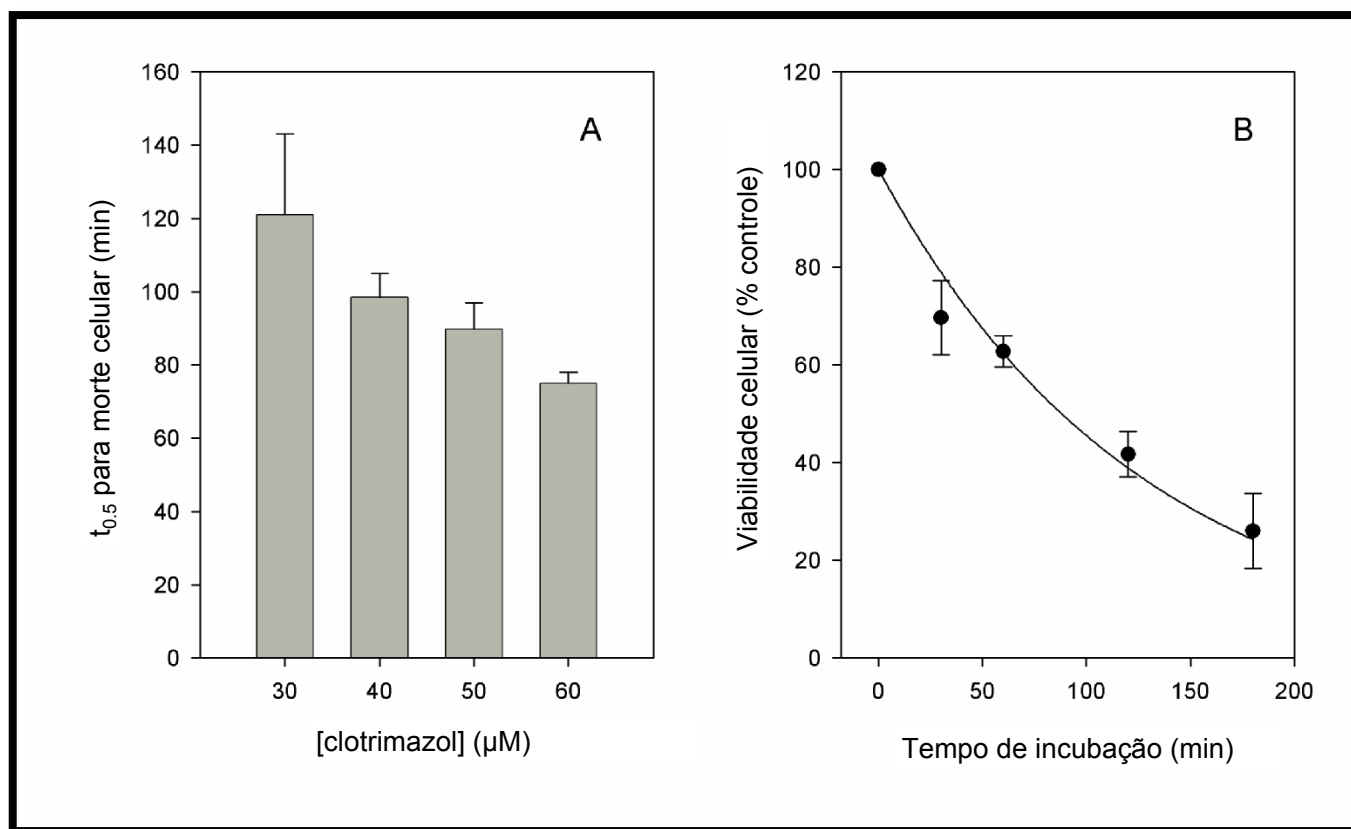 A
t0.5 para morte celular (min)
160
140
120
100
80
60
40
20
0
30 40 50 60
[clotrimazol] (µM)
B
Viabilidade celular (% controle)
120
100
80
60
40
20
0
0 50 100 150 200
Tempo de incubação (min)